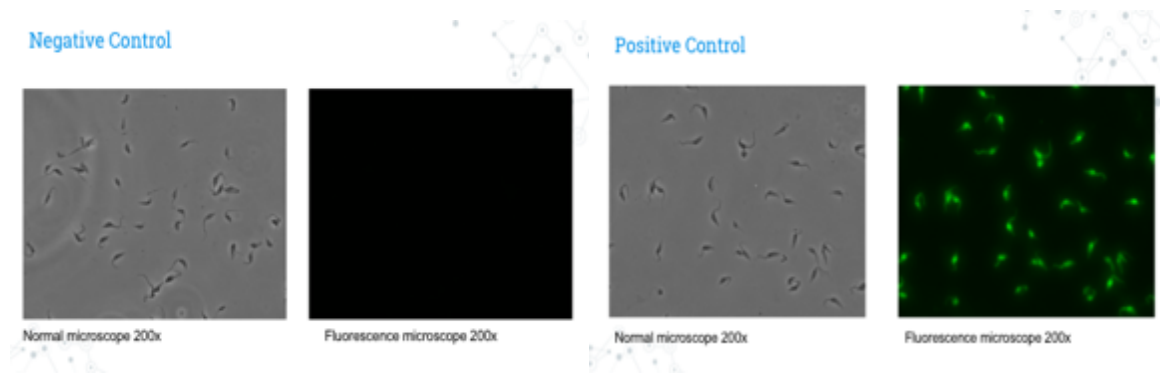 Negative Control
Positive Control
Normal microscope 200x
Fluorescence microscope 200x
Normal microscope 200x
Fluorescence microscope 200x